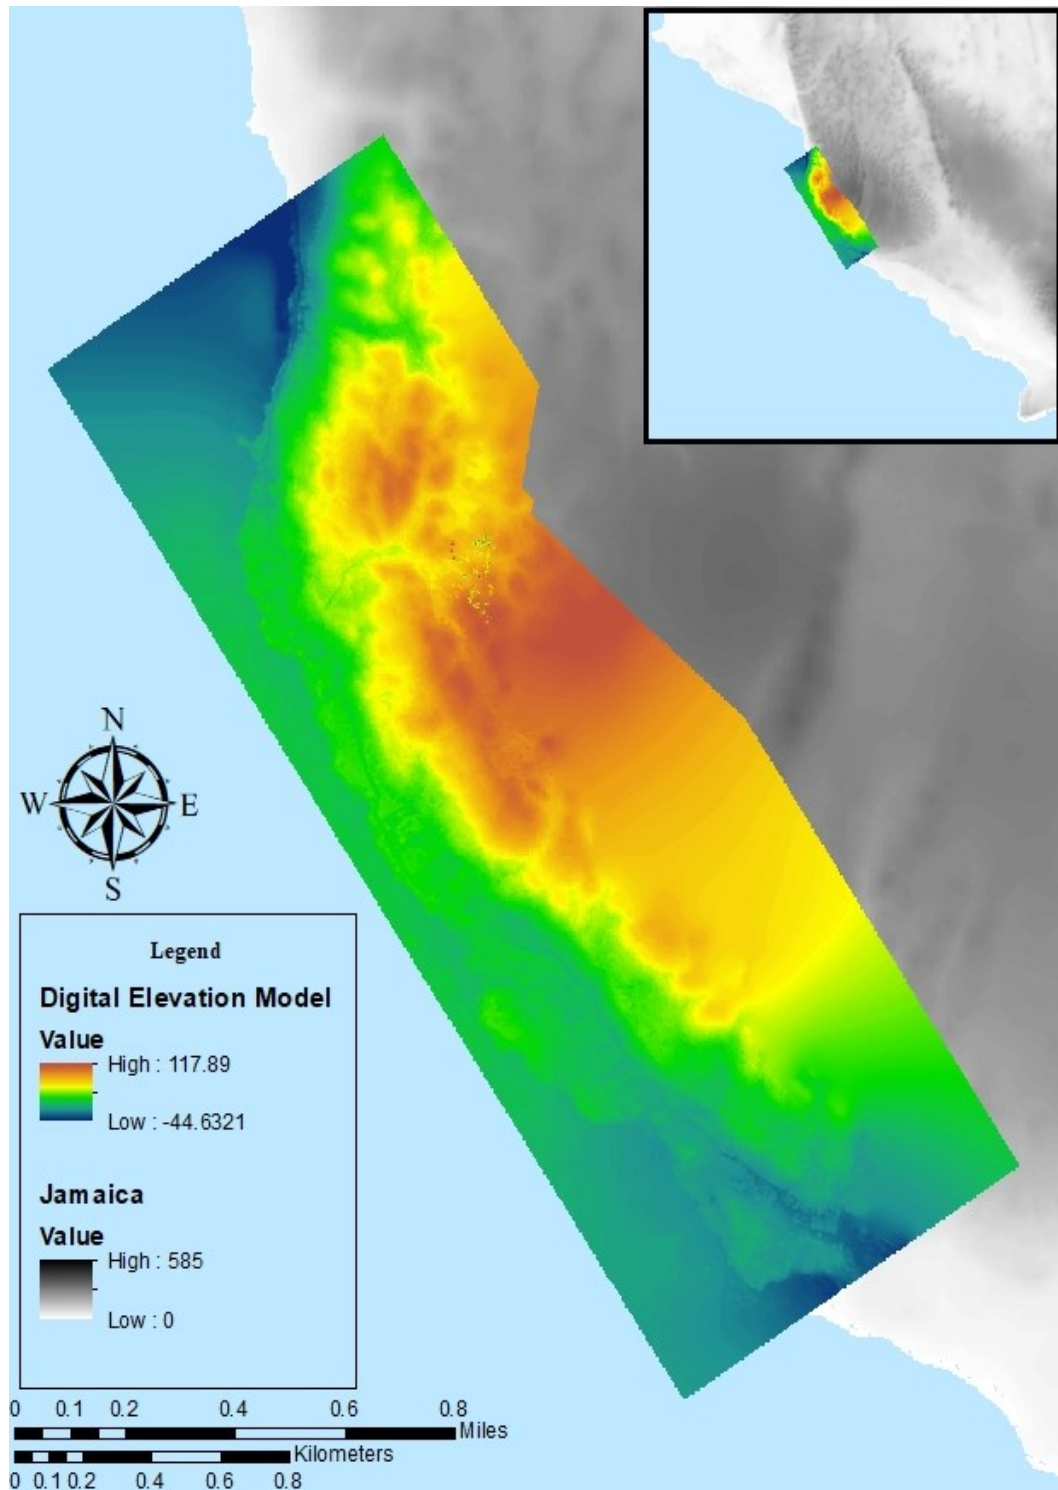 N
W E
S
Legend
Digital Elevation Model
Value
High : 117.89
Low : -44.6321
Jamaica
Value
High : 585
Low : 0
0 0.1 0.2 0.4 0.6 0.8
Miles
Kilometers
0 0.1 0.2 0.4 0.6 0.8